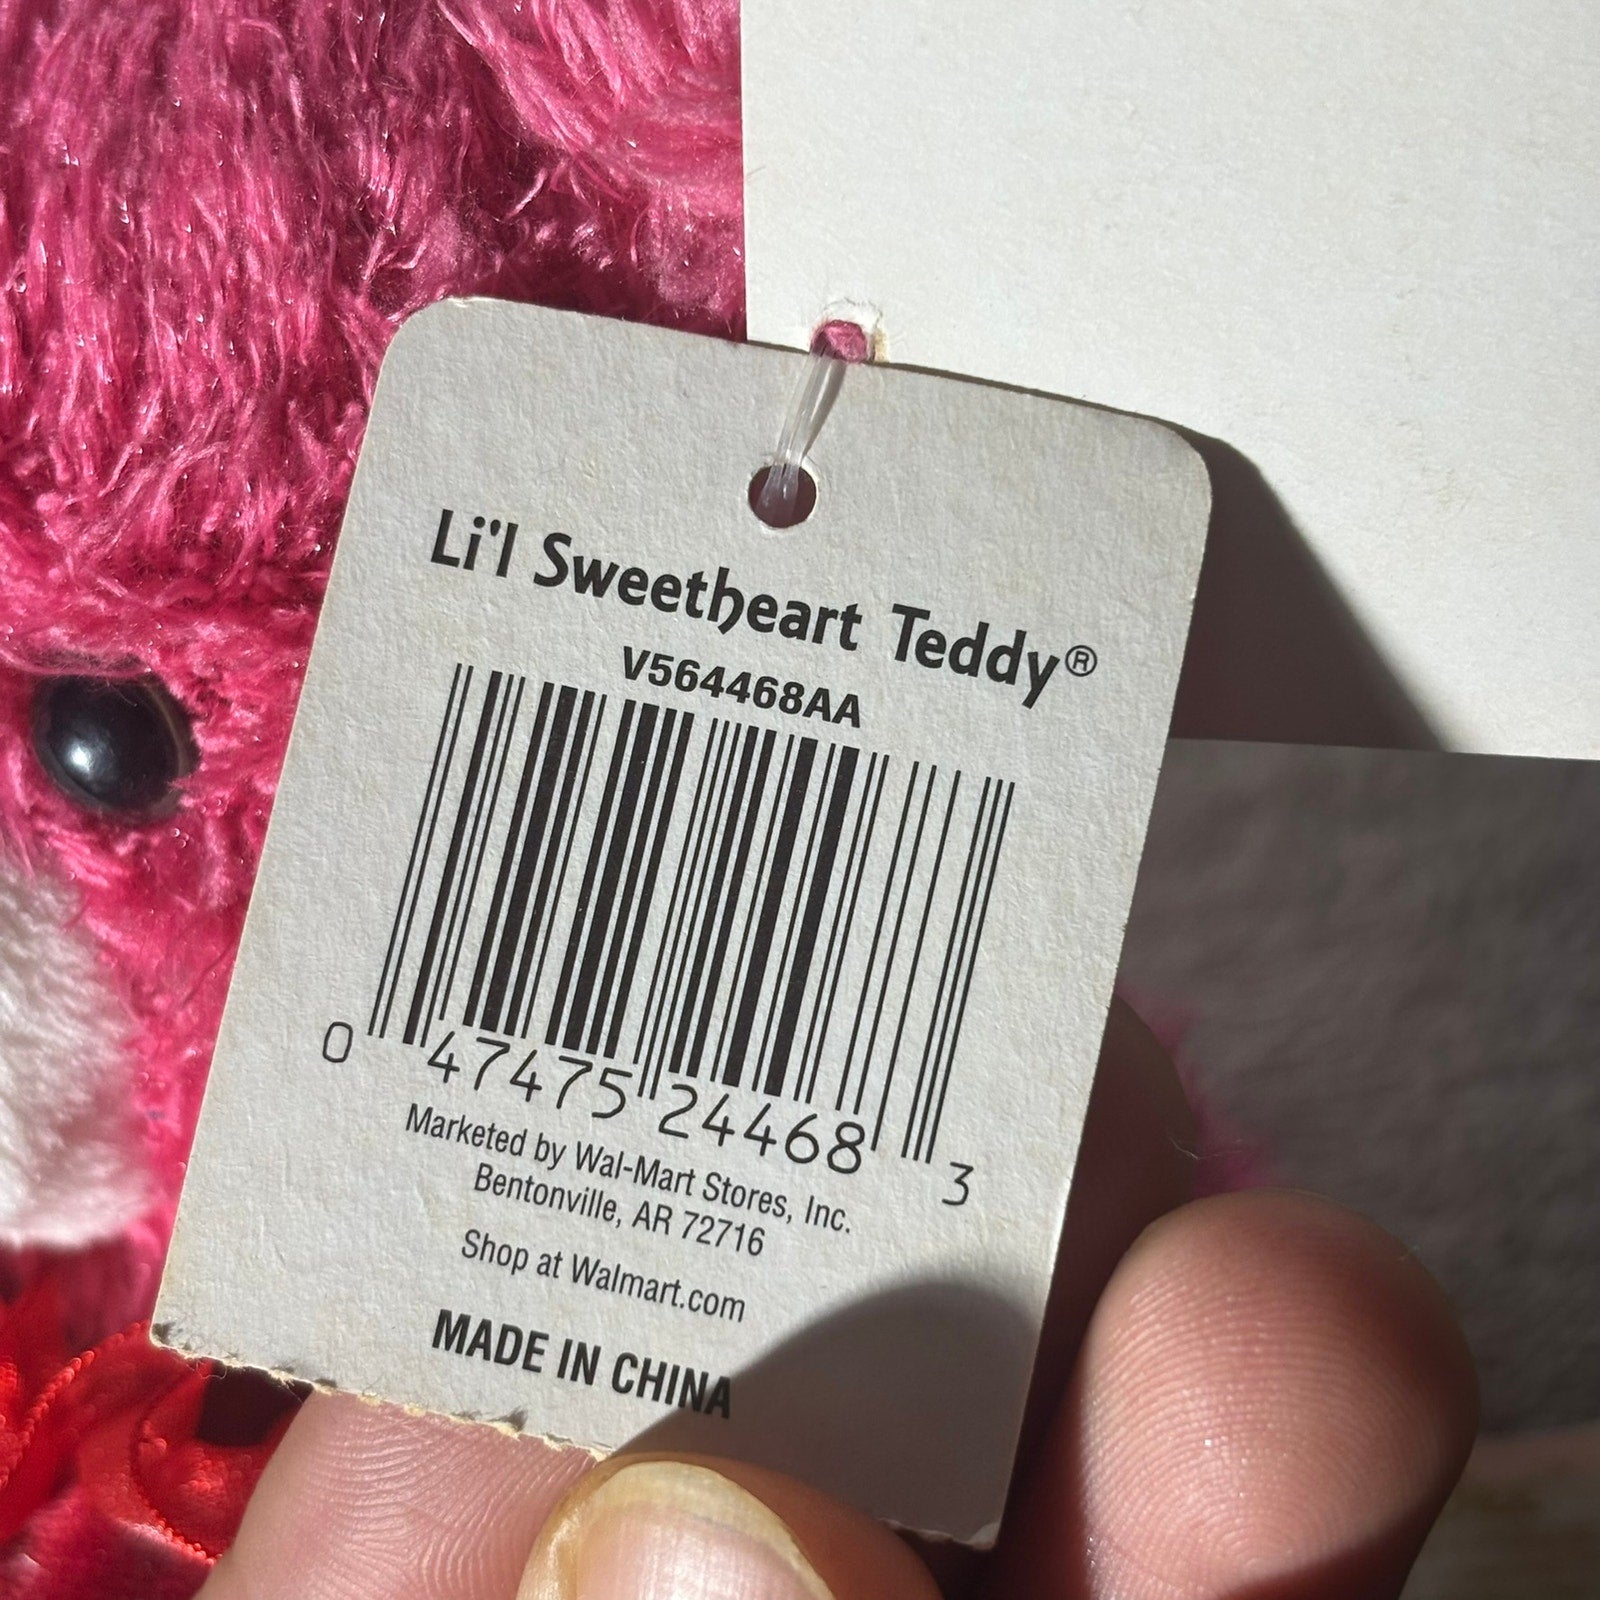 Li'l Sweetheart Teddy®
V564468AA
0 47475 24468 3
Marketed by Wal-Mart Stores, Inc.
Bentonville, AR 72716
Shop at Walmart.com
MADE IN CHINA